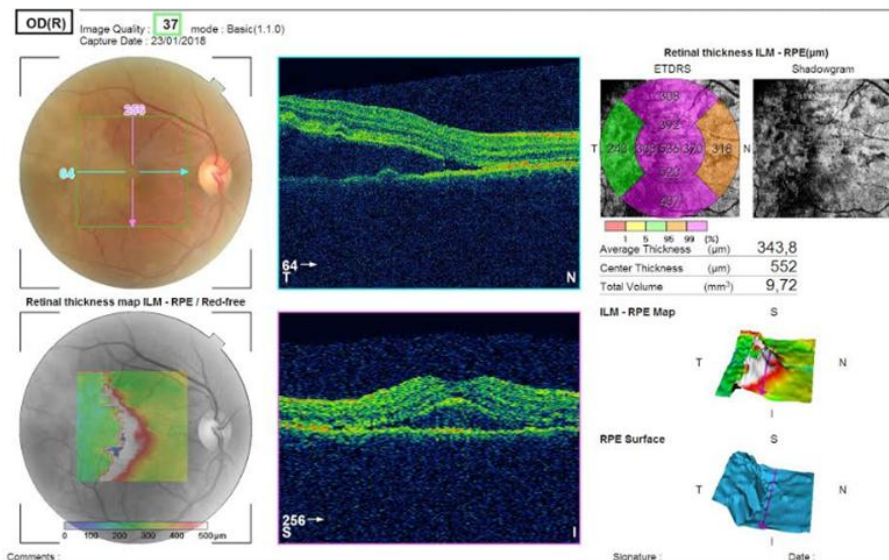 OD(R) Image Quality : 37 mode : Basic(1.1.0)
Capture Date : 23/01/2018
256
64
64
T N
Retinal thickness ILM - RPE(μm)
ETDRS Shadowgram
308
392
T 243 536 320 318 N
1 5 95 99 (%)
Average Thickness (μm) 343,8
Center Thickness (μm) 552
Total Volume (mm³) 9,72
Retinal thickness map ILM - RPE / Red-free
0 100 200 300 400 500μm
256
S I
ILM - RPE Map S
T N
I
RPE Surface S
T N
I
Comments : Signature : Date :